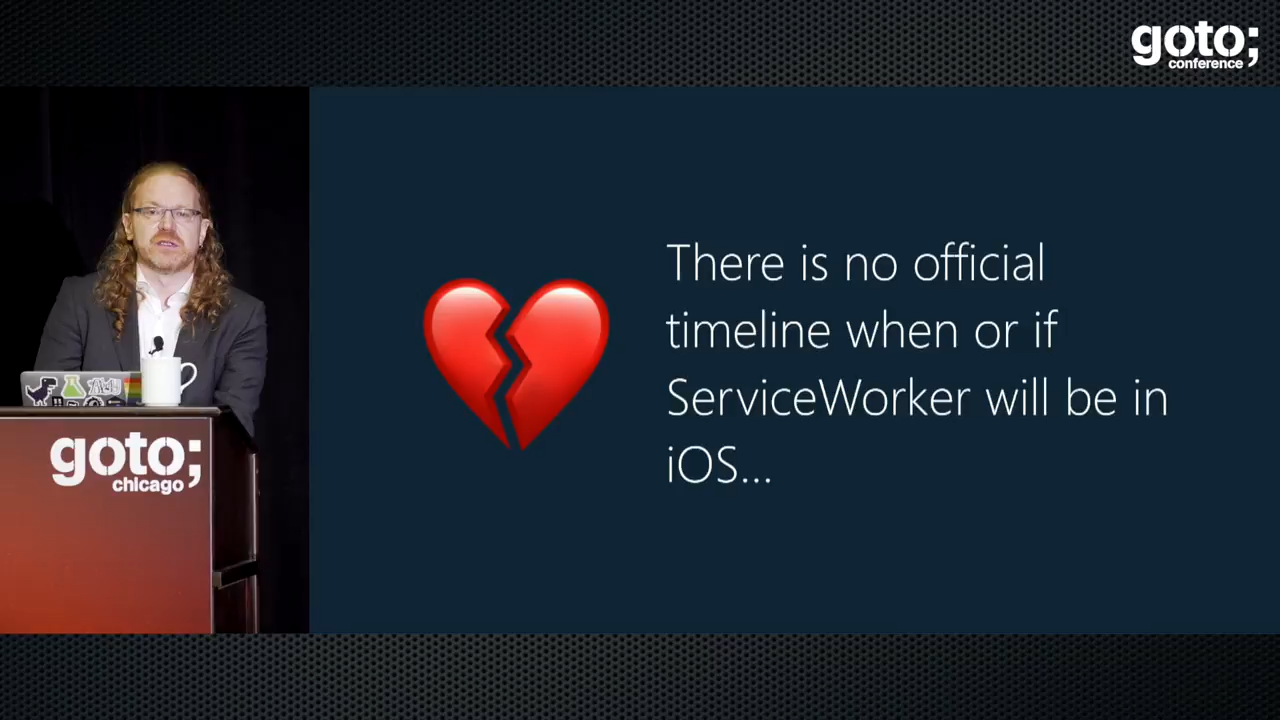 goto;
conference
There is no official
timeline when or if
ServiceWorker will be in
iOS...
goto;
chicago